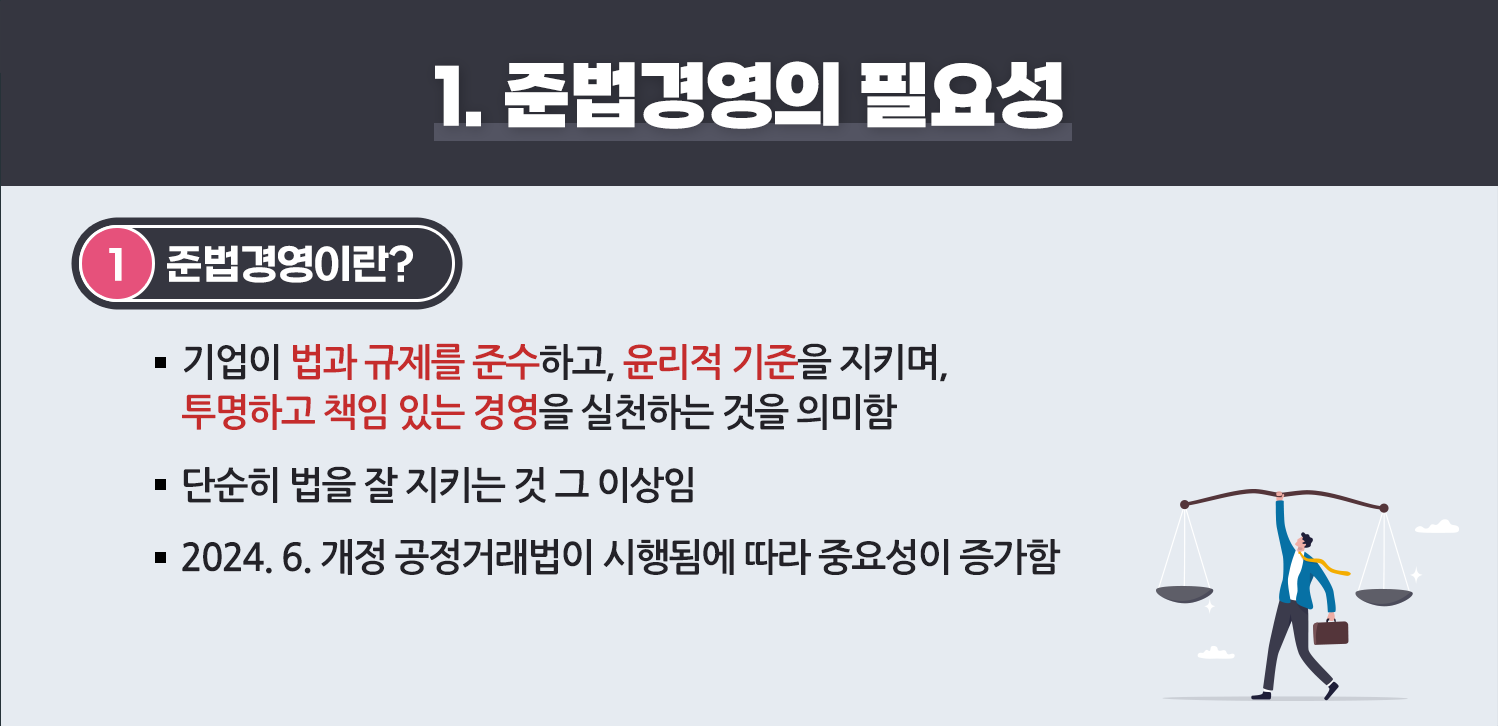 1. 준법경영의 필요성
1 준법경영이란?
▪ 기업이 법과 규제를 준수하고, 윤리적 기준을 지키며,
투명하고 책임 있는 경영을 실천하는 것을 의미함
▪ 단순히 법을 잘 지키는 것 그 이상임
▪ 2024. 6. 개정 공정거래법이 시행됨에 따라 중요성이 증가함